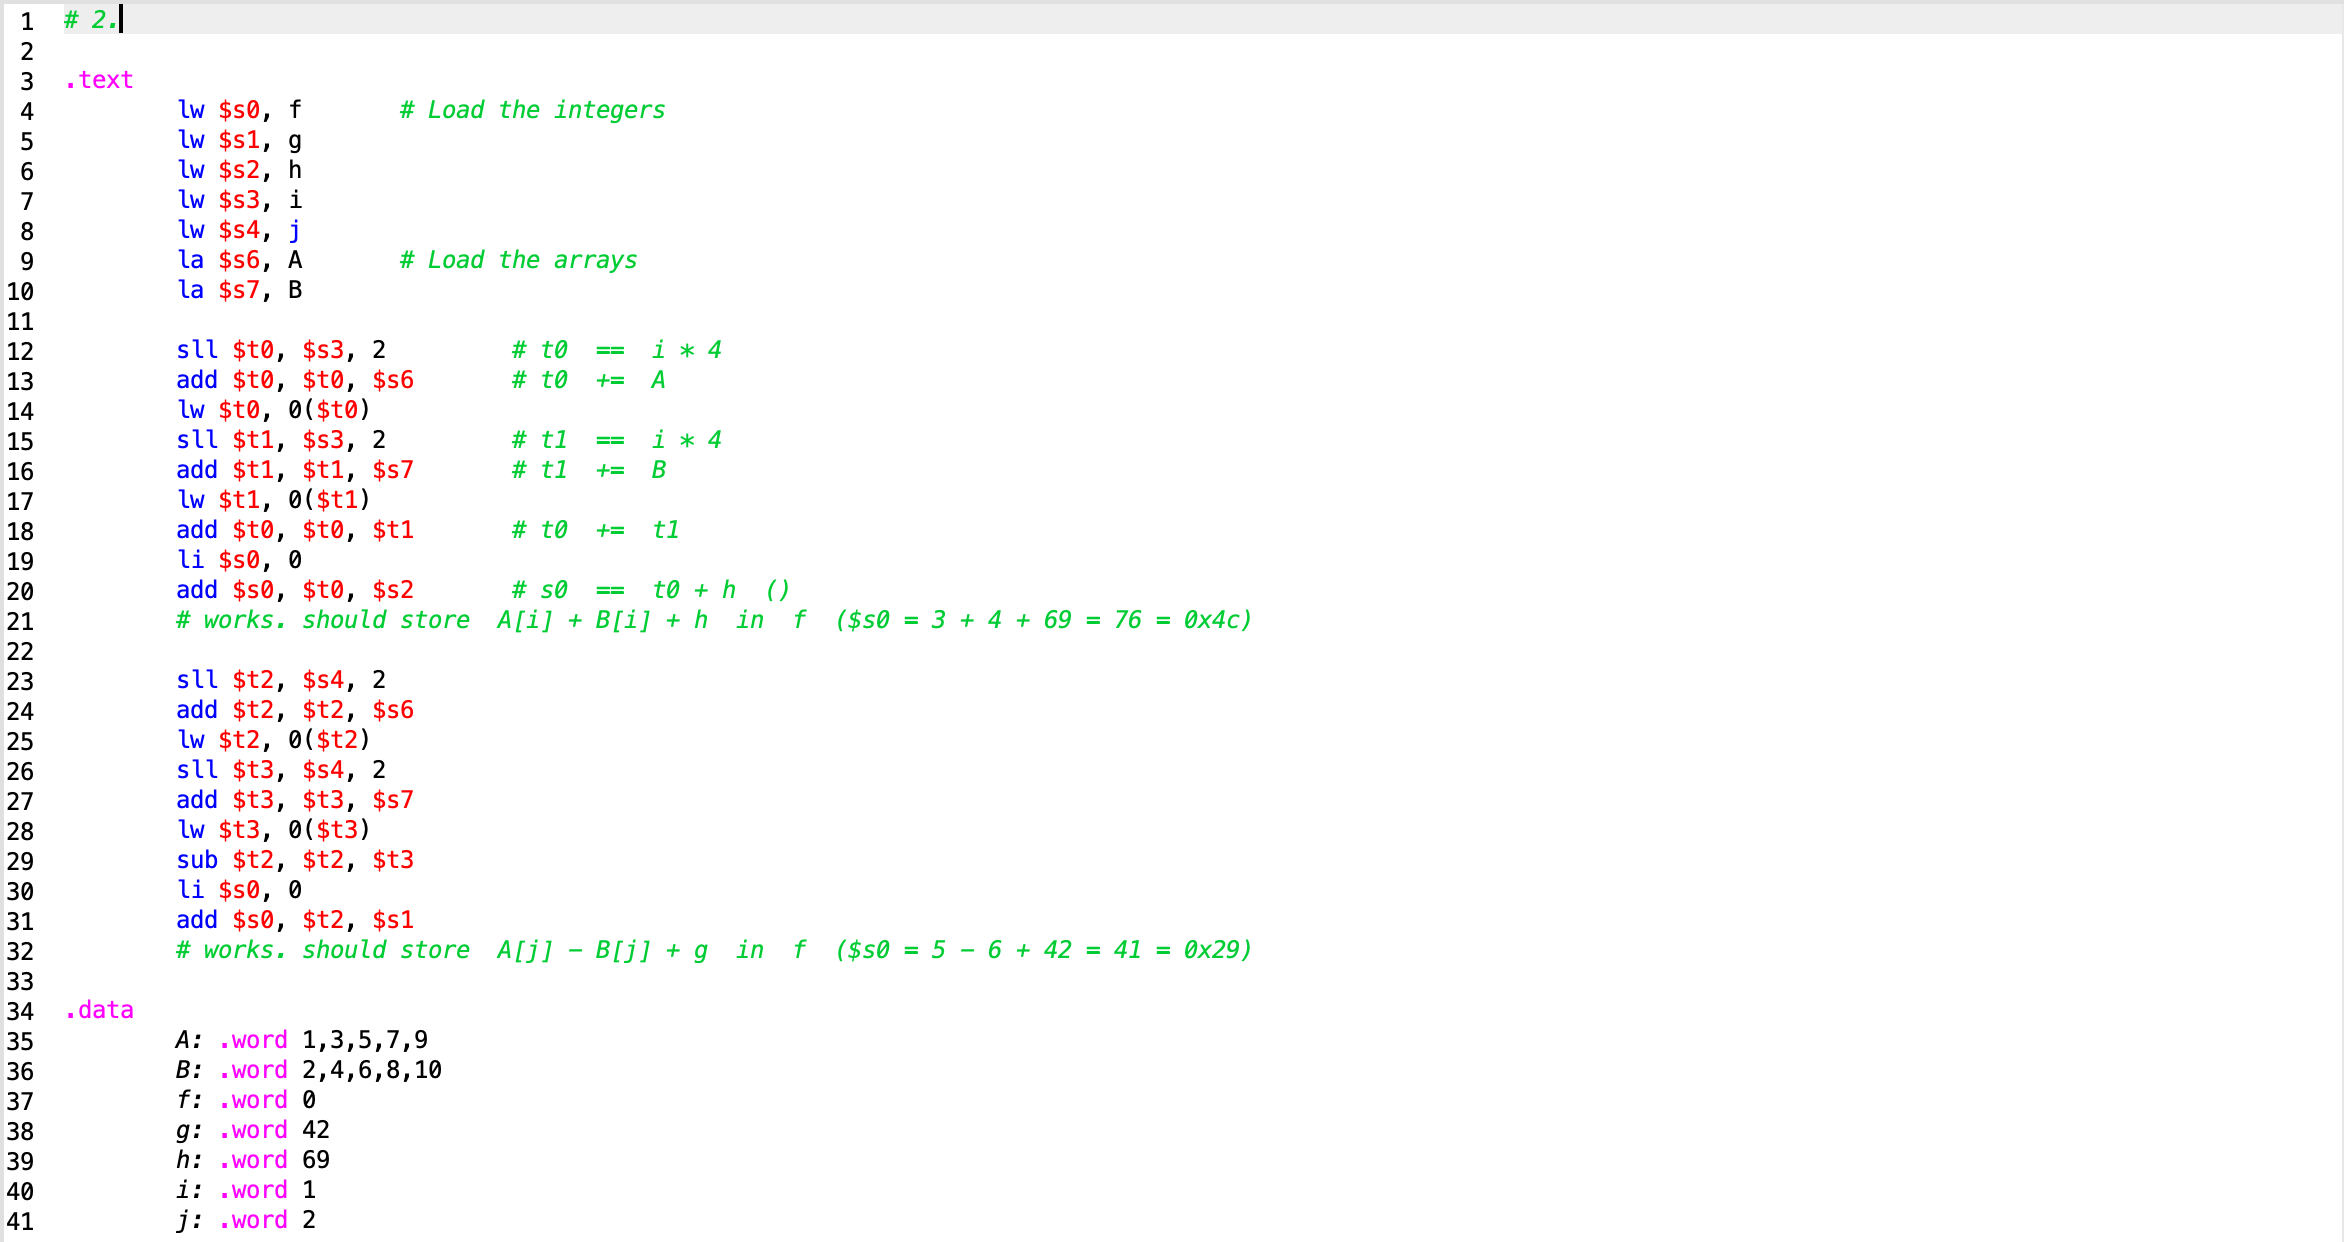 1 # 2.
2
3 .text
4 lw $s0, f # Load the integers
5 lw $s1, g
6 lw $s2, h
7 lw $s3, i
8 lw $s4, j
9 la $s6, A # Load the arrays
10 la $s7, B
11
12 sll $t0, $s3, 2 # t0 == i * 4
13 add $t0, $t0, $s6 # t0 += A
14 lw $t0, 0($t0)
15 sll $t1, $s3, 2 # t1 == i * 4
16 add $t1, $t1, $s7 # t1 += B
17 lw $t1, 0($t1)
18 add $t0, $t0, $t1 # t0 += t1
19 li $s0, 0
20 add $s0, $t0, $s2 # s0 == t0 + h ()
21 # works. should store A[i] + B[i] + h in f ($s0 = 3 + 4 + 69 = 76 = 0x4c)
22
23 sll $t2, $s4, 2
24 add $t2, $t2, $s6
25 lw $t2, 0($t2)
26 sll $t3, $s4, 2
27 add $t3, $t3, $s7
28 lw $t3, 0($t3)
29 sub $t2, $t2, $t3
30 li $s0, 0
31 add $s0, $t2, $s1
32 # works. should store A[j] − B[j] + g in f ($s0 = 5 − 6 + 42 = 41 = 0x29)
33
34 .data
35 A: .word 1,3,5,7,9
36 B: .word 2,4,6,8,10
37 f: .word 0
38 g: .word 42
39 h: .word 69
40 i: .word 1
41 j: .word 2